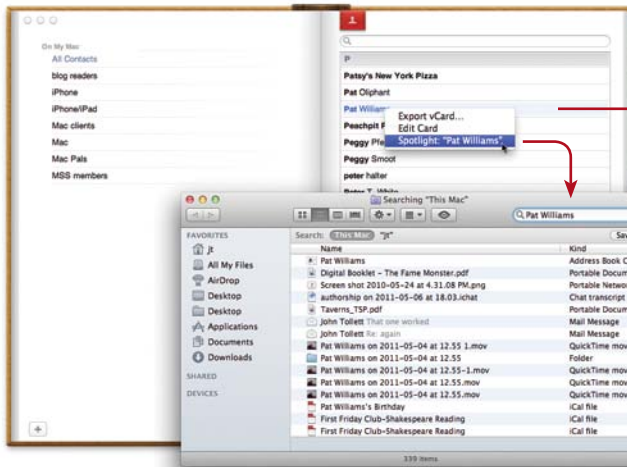 On My Mac
All Contacts
blog readers
iPhone
iPhone/iPad
Mac clients
Mac
Mac Pals
MSS members
P
Patsy's New York Pizza
Pat Oliphant
Pat Williams
Peachpit P
Peggy Pfe
Peggy Smoot
peter halter
Peter T. White
Export vCard...
Edit Card
Spotlight: "Pat Williams"
Searching "This Mac"
Pat Williams
FAVORITES
jt
All My Files
AirDrop
Desktop
Desktop
Applications
Documents
Downloads
SHARED
DEVICES
Search: This Mac "jt" Sav
Name Kind
Pat Williams Address Book C
Digital Booklet - The Fame Monster.pdf Portable Docum
Screen shot 2010-05-24 at 4.31.08 PM.png Portable Netwo
authorship on 2011-05-06 at 18.03.ichat Chat transcript
Taverns_TSP.pdf Portable Docum
John Tollett That one worked Mail Message
John Tollett Re: again Mail Message
Pat Williams on 2011-05-04 at 12.55 1.mov QuickTime mov
Pat Williams on 2011-05-04 at 12.55 Folder
Pat Williams on 2011-05-04 at 12.55-1.mov QuickTime mov
Pat Williams on 2011-05-04 at 12.55.mov QuickTime mov
Pat Williams on 2011-05-04 at 12.55.mov QuickTime mov
Pat Williams's Birthday iCal file
First Friday Club-Shakespeare Reading iCal file
First Friday Club-Shakespeare Reading iCal file
339 items